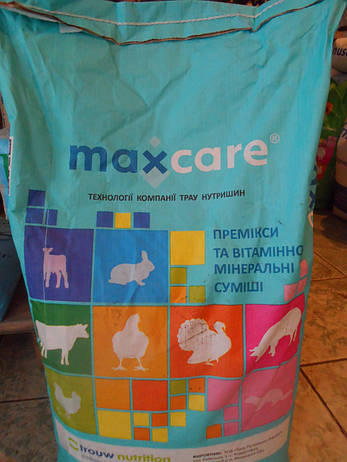 maxcare®
ТЕХНОЛОГІЇ КОМПАНІЇ ТРАУ НУТРИШИН
ПРЕМІКСИ
ТА ВІТАМІННО
МІНЕРАЛЬНІ
СУМІШІ
trouw nutrition